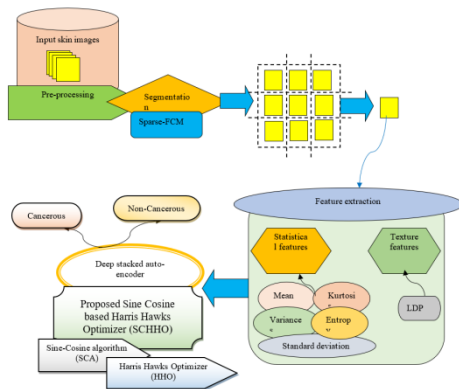 Input skin images
Pre-processing
Segmentatio
n
Sparse-FCM
Feature extraction
Statistica
l features
Texture
features
Mean
Kurtosi
s
Variance
s
Entrop
y
LDP
Standard deviation
Cancerous
Non-Cancerous
Deep stacked auto-
encoder
Proposed Sine Cosine
based Harris Hawks
Optimizer (SCHHO)
Sine-Cosine algorithm
(SCA)
Harris Hawks Optimizer
(HHO)